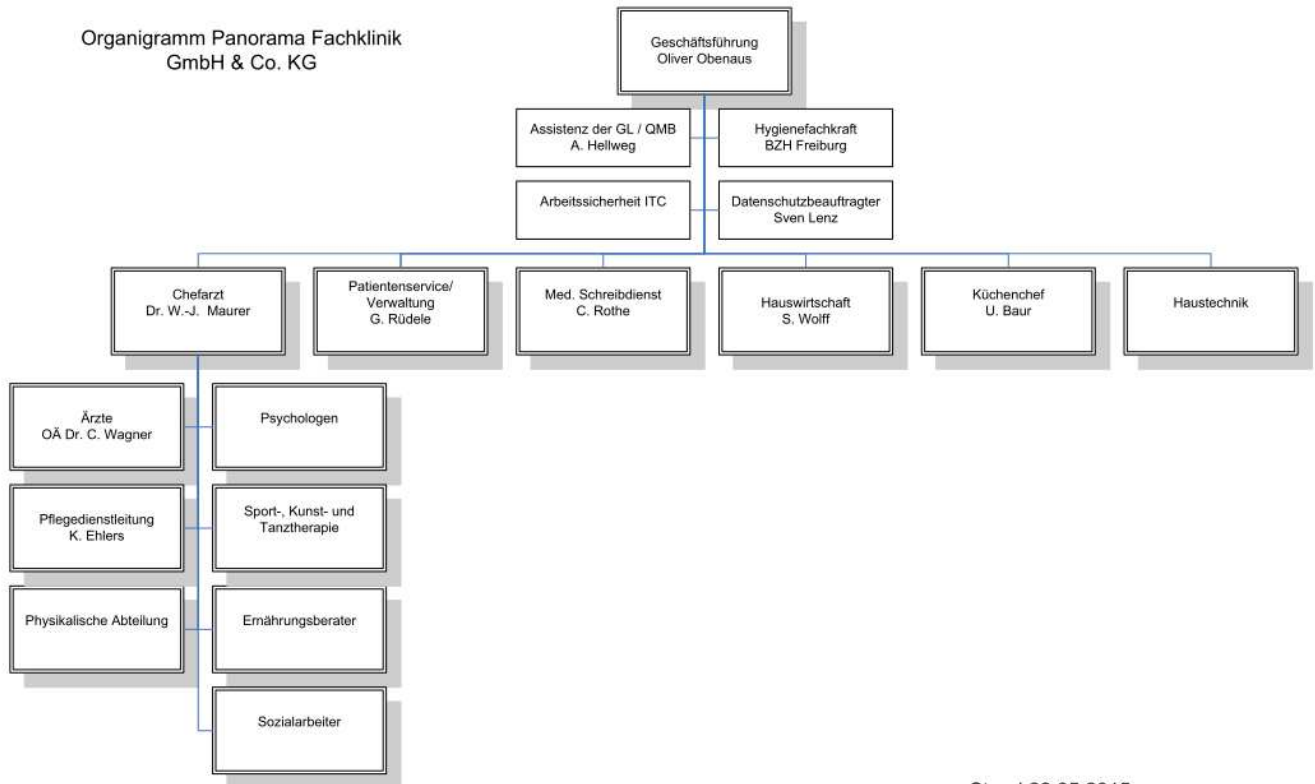 Organigramm Panorama Fachklinik
GmbH & Co. KG
Geschäftsführung
Oliver Obenaus
Assistenz der GL / QMB
A. Hellweg
Hygienefachkraft
BZH Freiburg
Arbeitssicherheit ITC
Datenschutzbeauftragter
Sven Lenz
Chefarzt
Dr. W.-J. Maurer
Patientenservice/
Verwaltung
G. Rüdele
Med. Schreibdienst
C. Rothe
Hauswirtschaft
S. Wolff
Küchenchef
U. Baur
Haustechnik
Ärzte
OÄ Dr. C. Wagner
Psychologen
Pflegedienstleitung
K. Ehlers
Sport-, Kunst- und
Tanztherapie
Physikalische Abteilung
Ernährungsberater
Sozialarbeiter